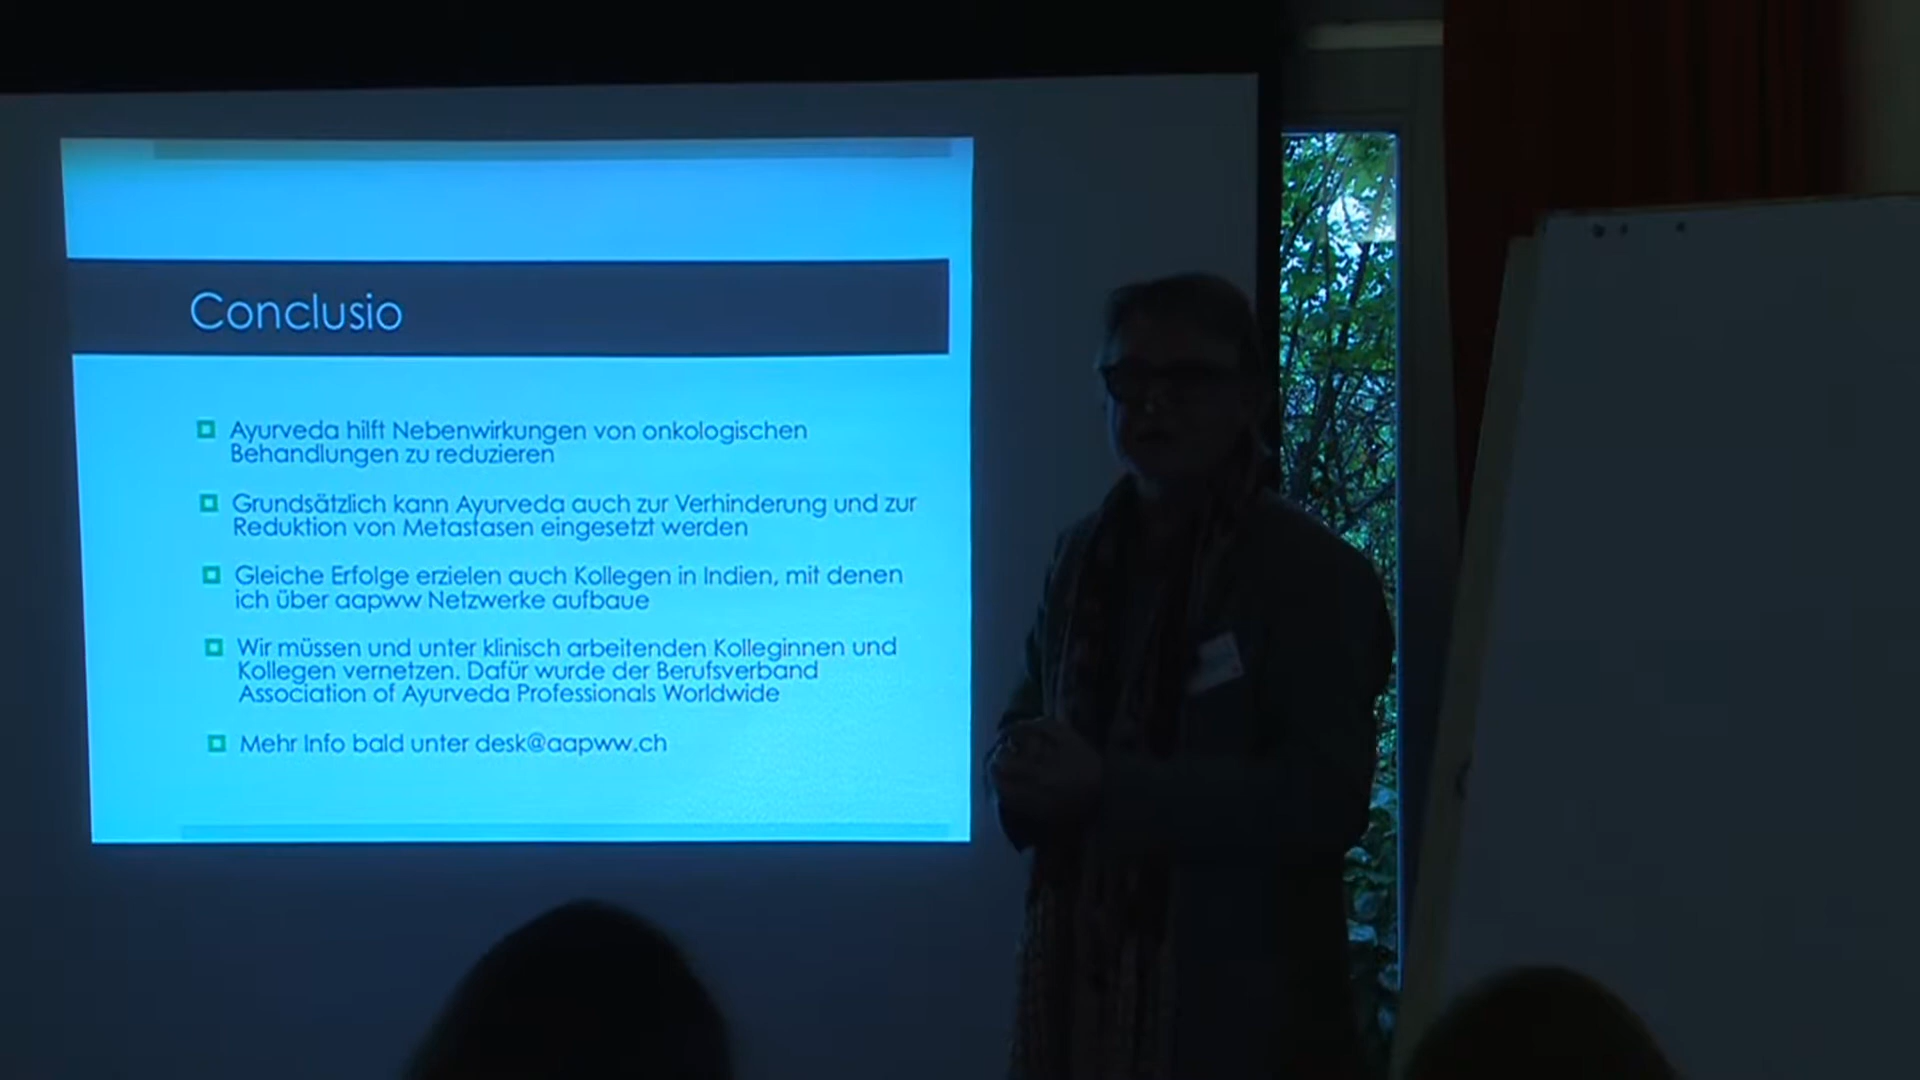 Conclusio
Ayurveda hilft Nebenwirkungen von onkologischen
Behandlungen zu reduzieren
Grundsätzlich kann Ayurveda auch zur Verhinderung und zur
Reduktion von Metastasen eingesetzt werden
Gleiche Erfolge erzielen auch Kollegen in Indien, mit denen
ich über aapww Netzwerke aufbaue
Wir müssen und unter klinisch arbeitenden Kolleginnen und
Kollegen vernetzen. Dafür wurde der Berufsverband
Association of Ayurveda Professionals Worldwide
Mehr Info bald unter desk@aapww.ch